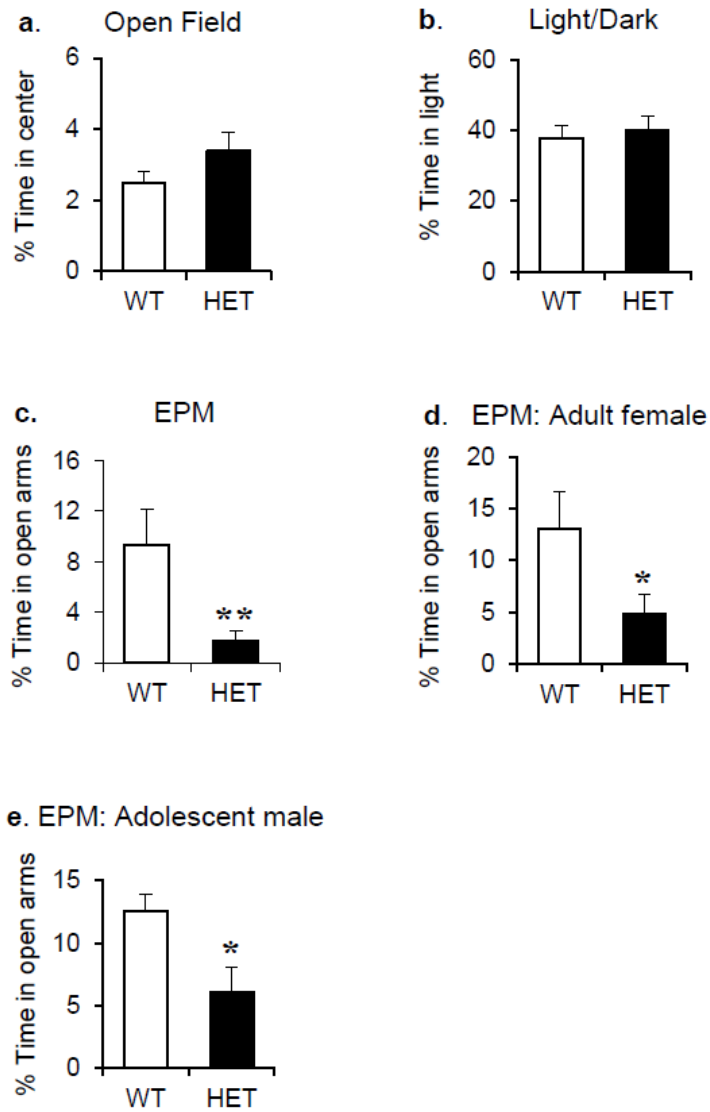 a. Open Field
% Time in center
6
4
2
0
WT HET
b. Light/Dark
% Time in light
60
40
20
0
WT HET
c. EPM
% Time in open arms
16
12
8
4
0
**
WT HET
d. EPM: Adult female
% Time in open arms
20
15
10
5
0
*
WT HET
e. EPM: Adolescent male
% Time in open arms
15
10
5
0
*
WT HET